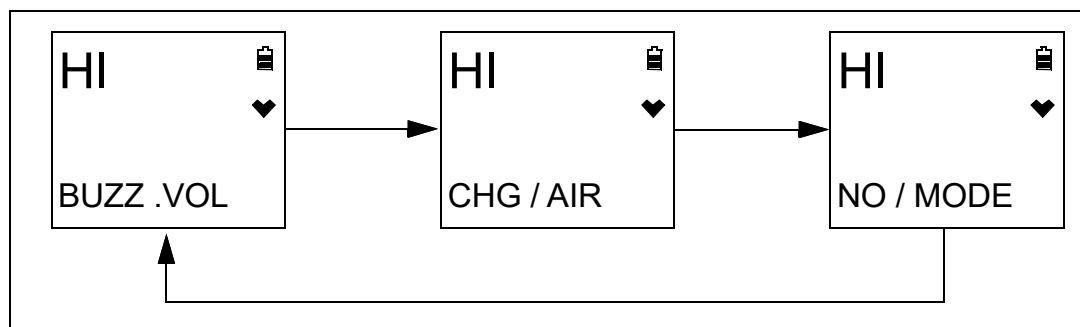 HI
BUZZ .VOL
HI
CHG / AIR
HI
NO / MODE